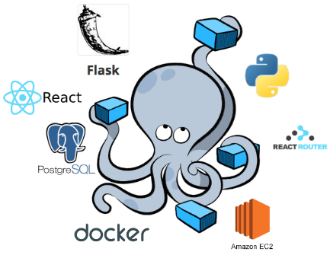 Flask
React
PostgreSQL
REACT ROUTER
docker
Amazon EC2